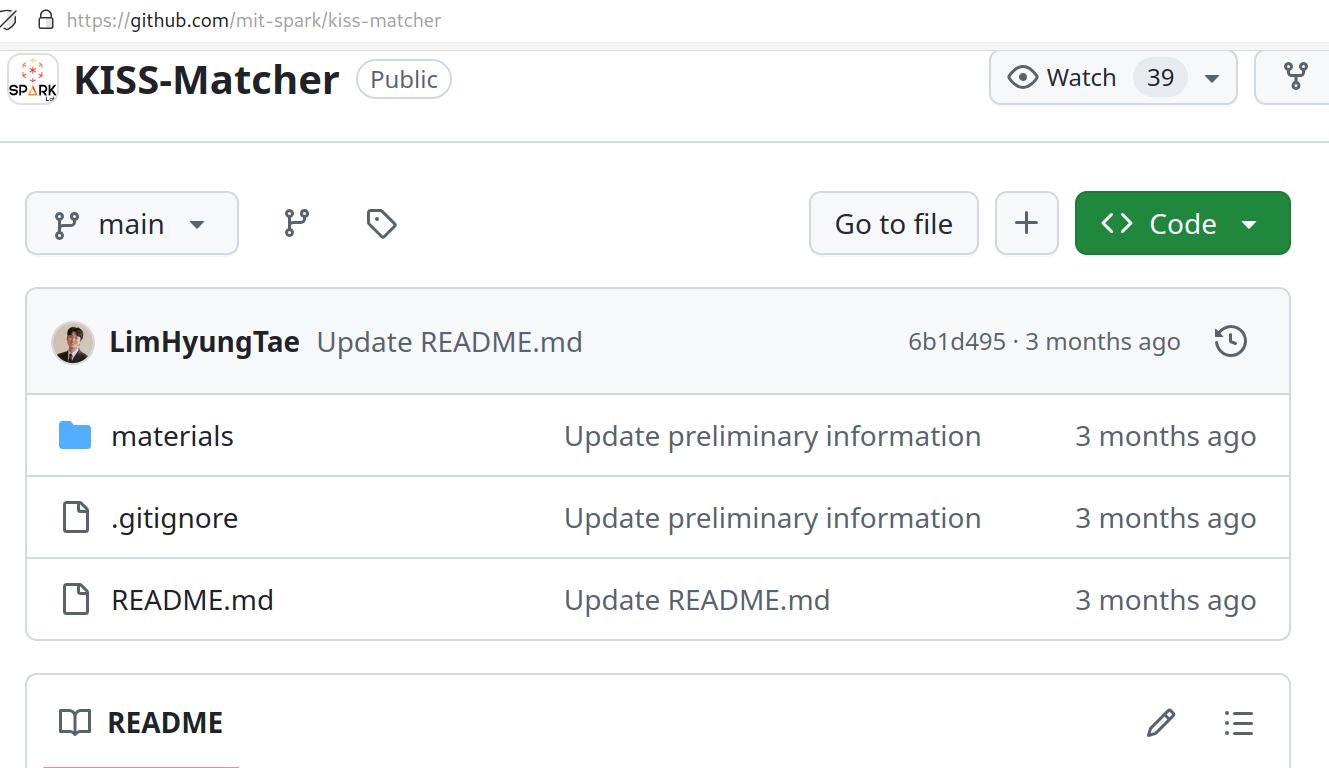 https://github.com/mit-spark/kiss-matcher
SPARK
Lab
KISS-Matcher Public Watch 39
main Go to file Code
LimHyungTae Update README.md 6b1d495 · 3 months ago
materials Update preliminary information 3 months ago
.gitignore Update preliminary information 3 months ago
README.md Update README.md 3 months ago
README